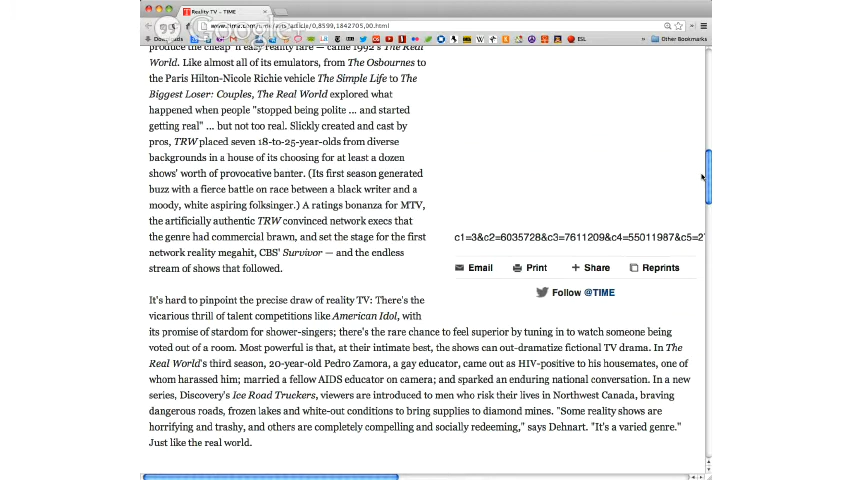 Reality TV - TIME
www.time.com/time/arts/article/0,8599,1842705,00.html
Google+
ESL
» Other Bookmarks
World. Like almost all of its emulators, from The Osbournes to
the Paris Hilton-Nicole Richie vehicle The Simple Life to The
Biggest Loser: Couples, The Real World explored what
happened when people "stopped being polite ... and started
getting real" ... but not too real. Slickly created and cast by
pros, TRW placed seven 18-to-25-year-olds from diverse
backgrounds in a house of its choosing for at least a dozen
shows' worth of provocative banter. (Its first season generated
buzz with a fierce battle on race between a black writer and a
moody, white aspiring folksinger.) A ratings bonanza for MTV,
the artificially authentic TRW convinced network execs that
the genre had commercial brawn, and set the stage for the first
network reality megahit, CBS' Survivor — and the endless
stream of shows that followed.
c1=3&c2=6035728&c3=7611209&c4=55011987&c5=2
Email Print + Share Reprints
Follow @TIME
It's hard to pinpoint the precise draw of reality TV: There's the
vicarious thrill of talent competitions like American Idol, with
its promise of stardom for shower-singers; there's the rare chance to feel superior by tuning in to watch someone being
voted out of a room. Most powerful is that, at their intimate best, the shows can out-dramatize fictional TV drama. In The
Real World's third season, 20-year-old Pedro Zamora, a gay educator, came out as HIV-positive to his housemates, one of
whom harassed him; married a fellow AIDS educator on camera; and sparked an enduring national conversation. In a new
series, Discovery's Ice Road Truckers, viewers are introduced to men who risk their lives in Northwest Canada, braving
dangerous roads, frozen lakes and white-out conditions to bring supplies to diamond mines. "Some reality shows are
horrifying and trashy, and others are completely compelling and socially redeeming," says Dehnart. "It's a varied genre."
Just like the real world.